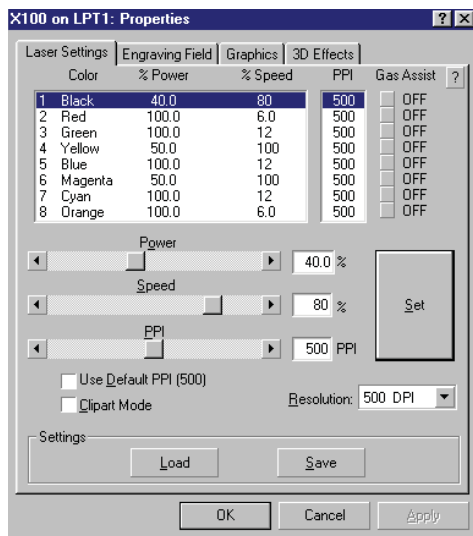 X100 on LPT1: Properties ? X
Laser Settings Engraving Field Graphics 3D Effects
Color % Power % Speed PPI Gas Assist ?
1 Black 40.0 80 500 OFF
2 Red 100.0 6.0 500 OFF
3 Green 100.0 12 500 OFF
4 Yellow 50.0 100 500 OFF
5 Blue 100.0 12 500 OFF
6 Magenta 50.0 100 500 OFF
7 Cyan 100.0 12 500 OFF
8 Orange 100.0 6.0 500 OFF
Power
40.0 %
Speed
80 %
Set
PPI
500 PPI
Use Default PPI (500)
Clipart Mode
Resolution: 500 DPI
Settings
Load Save
OK Cancel Apply